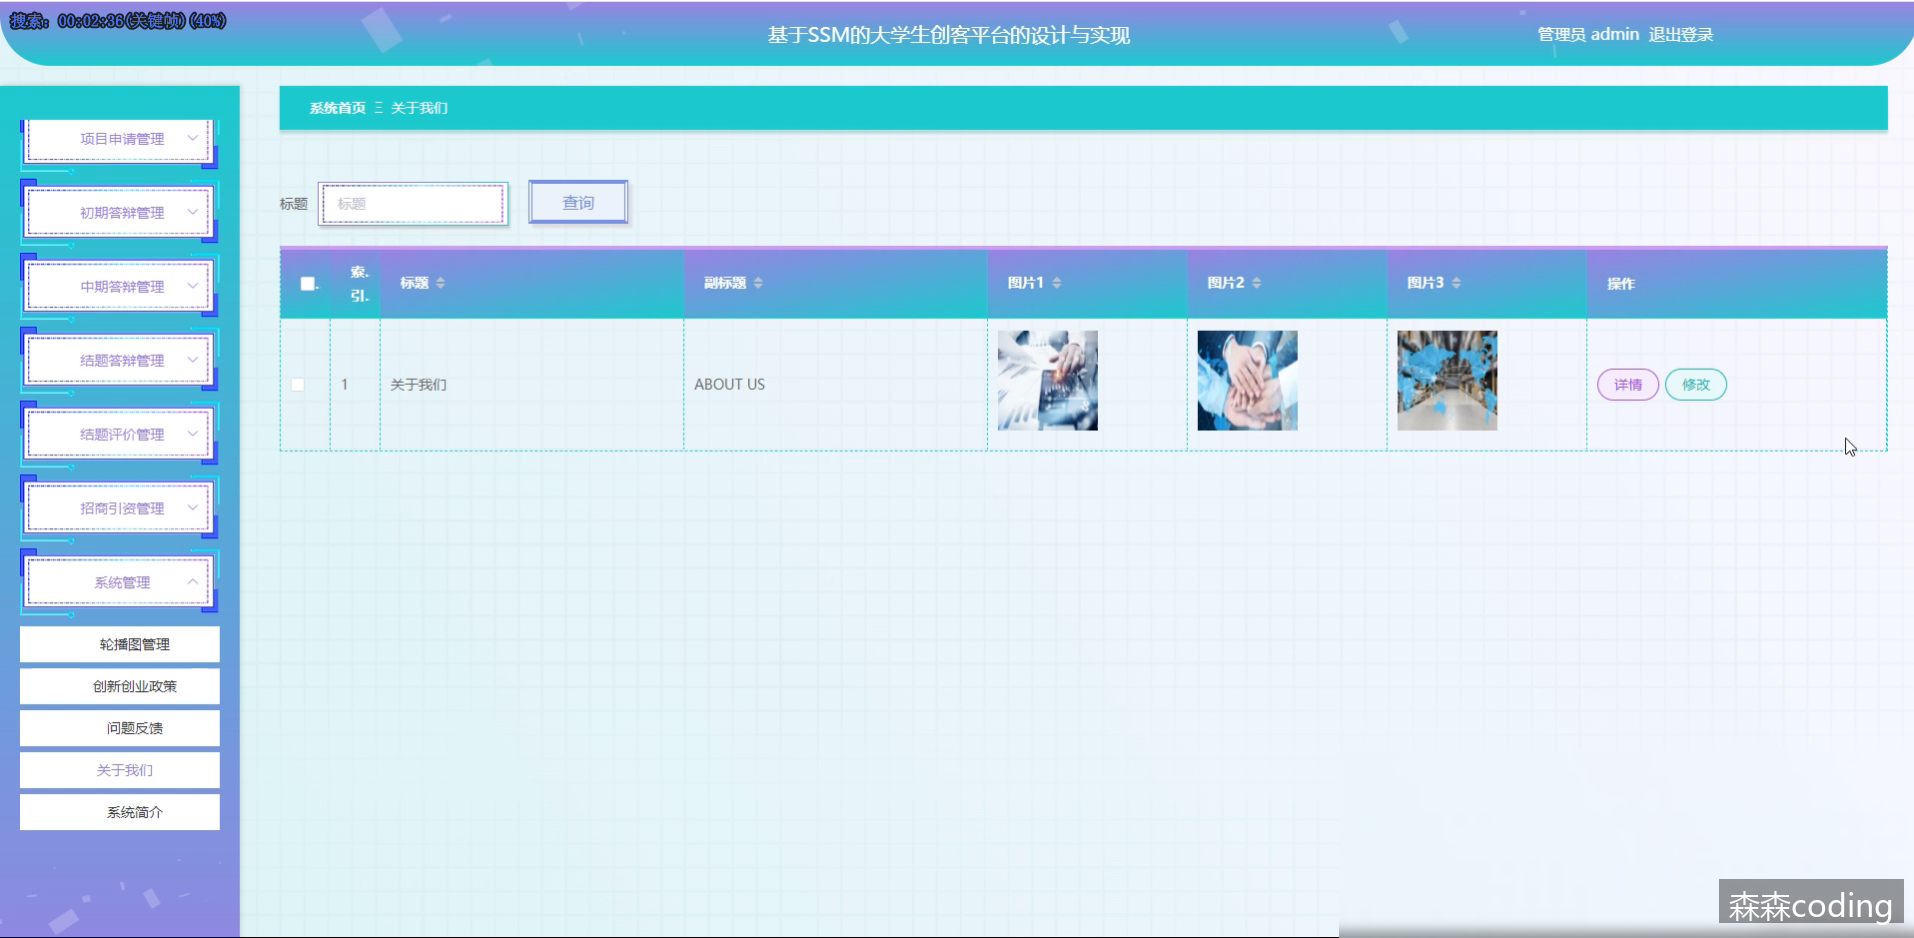 搜索: 00:02:36(关键帧)(40%)
基于SSM的大学生创客平台的设计与实现
管理员 admin 退出登录
系统首页 Ξ 关于我们
项目申请管理
初期答辩管理
中期答辩管理
结题答辩管理
结题评价管理
招商引资管理
系统管理
轮播图管理
创新创业政策
问题反馈
关于我们
系统简介
标题 标题 查询
索. 引. 标题 副标题 图片1 图片2 图片3 操作
1 关于我们 ABOUT US 详情 修改
森森coding